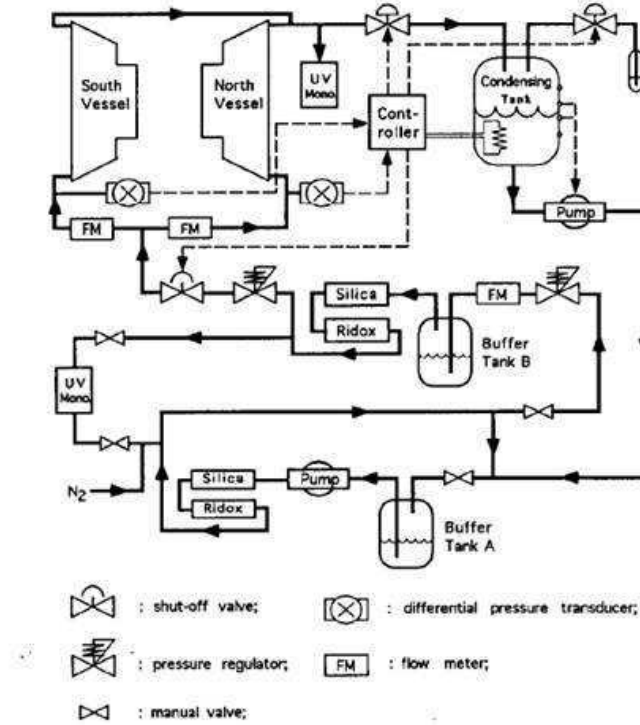 South
Vessel
North
Vessel
UV
Mono.
Cont-
roller
Condensing
Tank
Pump
FM
FM
Silica
Ridox
FM
Buffer
Tank B
UV
Mono.
N2
Silica
Ridox
Pump
Buffer
Tank A
: shut-off valve;
: differential pressure transducer;
: pressure regulator;
FM
: flow meter;
: manual valve;